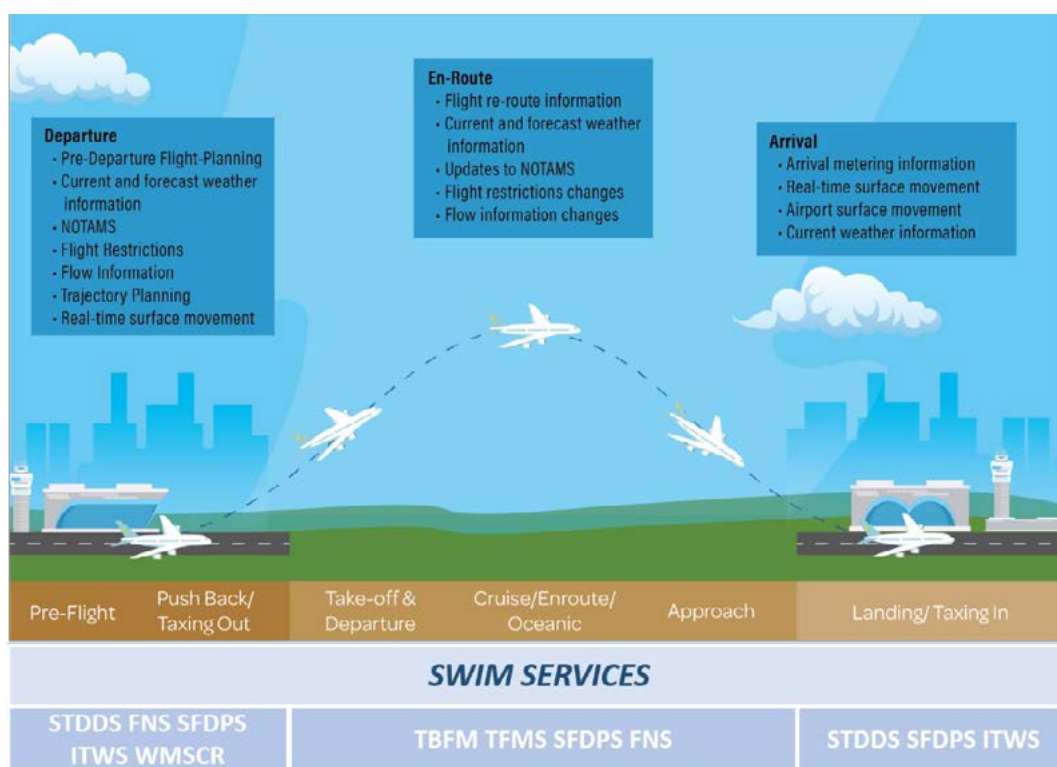 Departure
· Pre-Departure Flight-Planning
· Current and forecast weather
information
· NOTAMS
· Flight Restrictions
· Flow Information
· Trajectory Planning
· Real-time surface movement
En-Route
· Flight re-route information
· Current and forecast weather
information
· Updates to NOTAMS
· Flight restrictions changes
· Flow information changes
Arrival
· Arrival metering information
· Real-time surface movement
· Airport surface movement
· Current weather information
Pre-Flight
Push Back/
Taxing Out
Take-off &
Departure
Cruise/Enroute/
Oceanic
Approach
Landing/ Taxing In
SWIM SERVICES
STDDS FNS SFDPS
ITWS WMSCR
TBFM TFMS SFDPS FNS
STDDS SFDPS ITWS